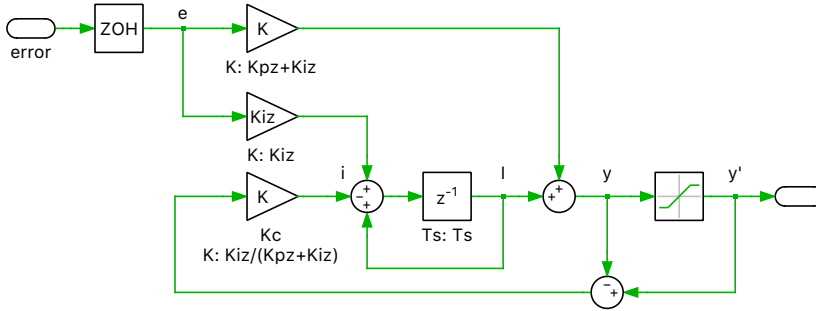 error
ZOH
e
K
K: Kpz+Kiz
Kiz
K: Kiz
K
Kc
K: Kiz/(Kpz+Kiz)
i
+
-
+
z-1
Ts: Ts
I
+
+
y
y'
-
+